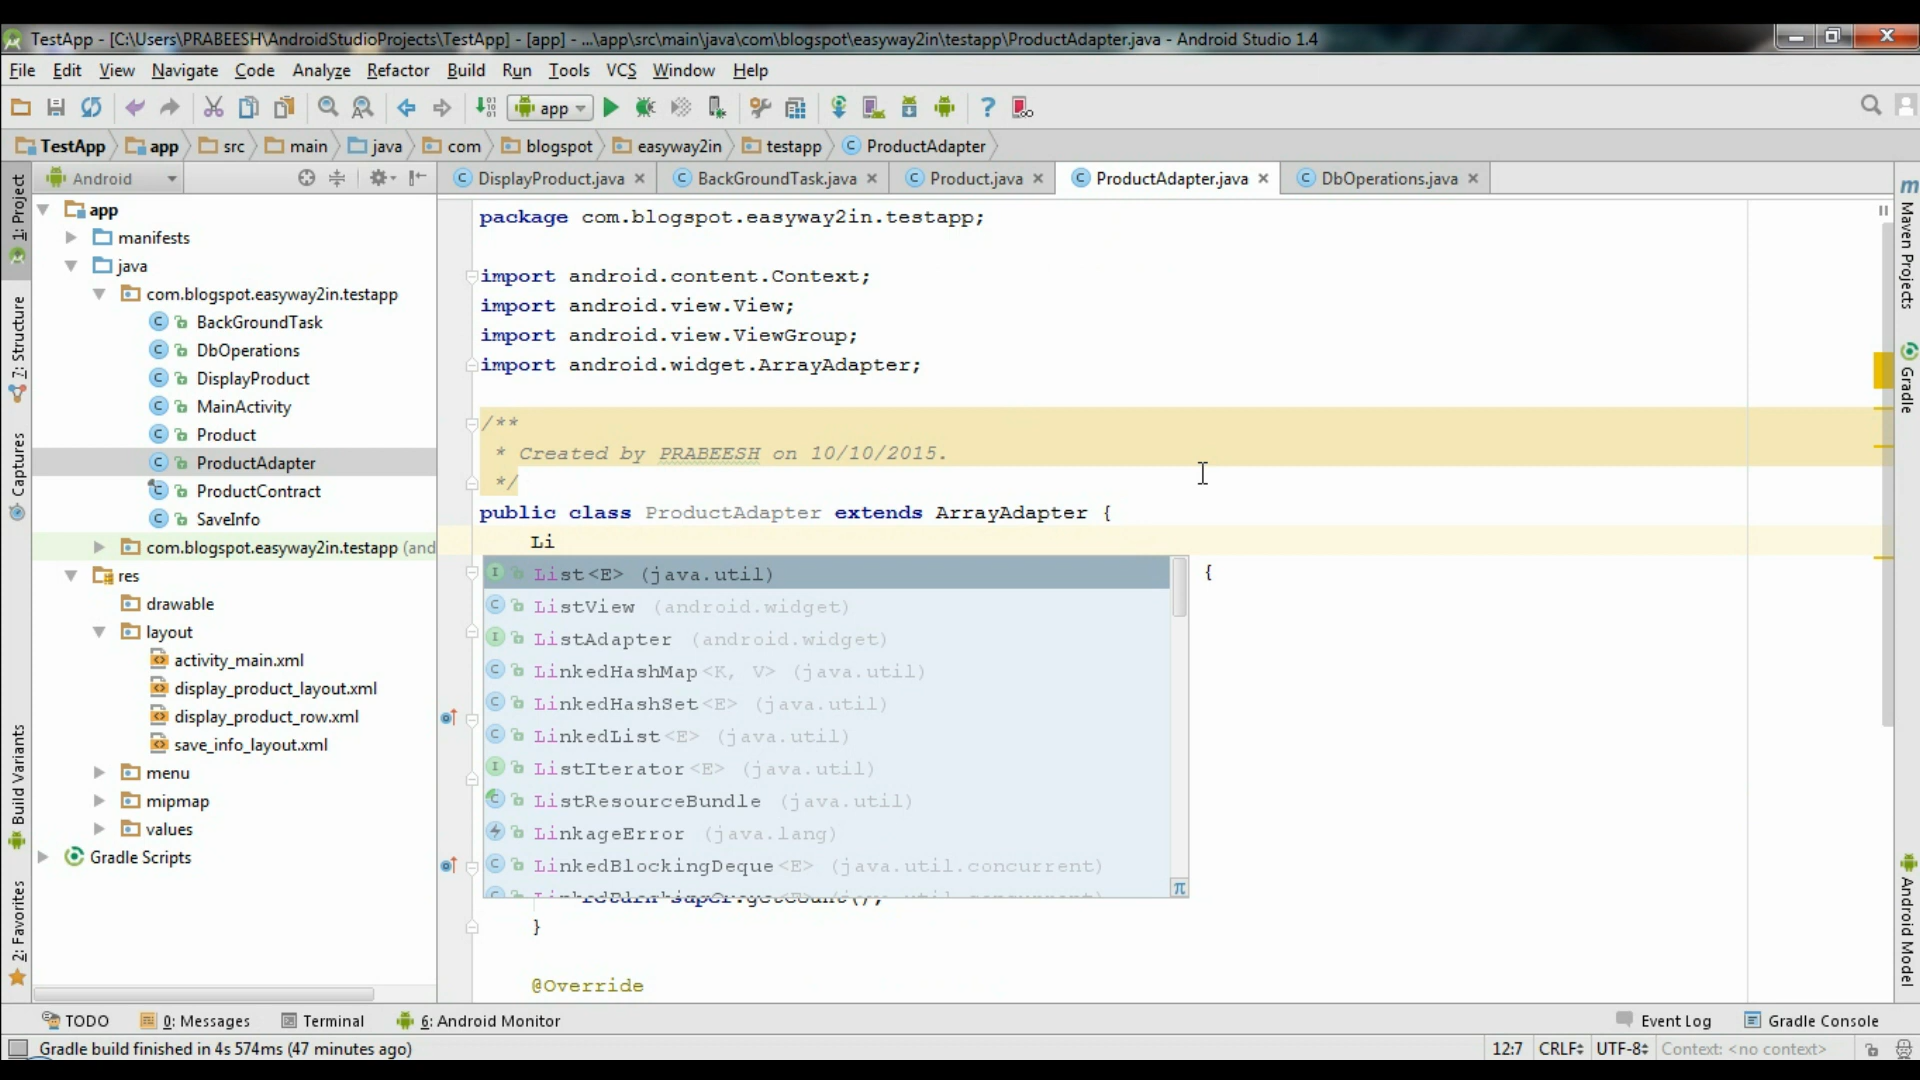 TestApp - [C:\Users\PRABEESH\AndroidStudioProjects\TestApp] - [app] - ...\app\src\main\java\com\blogspot\easyway2in\testapp\ProductAdapter.java - Android Studio 1.4
File Edit View Navigate Code Analyze Refactor Build Run Tools VCS Window Help
app
TestApp app src main java com blogspot easyway2in testapp ProductAdapter
Android
DisplayProduct.java BackGroundTask.java Product.java ProductAdapter.java DbOperations.java
1: Project
7: Structure
Captures
Build Variants
2: Favorites
app
manifests
java
com.blogspot.easyway2in.testapp
BackGroundTask
DbOperations
DisplayProduct
MainActivity
Product
ProductAdapter
ProductContract
SaveInfo
com.blogspot.easyway2in.testapp (and
res
drawable
layout
activity_main.xml
display_product_layout.xml
display_product_row.xml
save_info_layout.xml
menu
mipmap
values
Gradle Scripts
package com.blogspot.easyway2in.testapp;
import android.content.Context;
import android.view.View;
import android.view.ViewGroup;
import android.widget.ArrayAdapter;
/**
* Created by PRABEESH on 10/10/2015.
*/
public class ProductAdapter extends ArrayAdapter {
Li
{
List<E> (java.util)
ListView (android.widget)
ListAdapter (android.widget)
LinkedHashMap<K, V> (java.util)
LinkedHashSet<E> (java.util)
LinkedList<E> (java.util)
ListIterator<E> (java.util)
ListResourceBundle (java.util)
LinkageError (java.lang)
LinkedBlockingDeque<E> (java.util.concurrent)
π
return super.getCount();
}
@Override
m Maven Projects
Gradle
Android Model
TODO 0: Messages Terminal 6: Android Monitor Event Log Gradle Console
Gradle build finished in 4s 574ms (47 minutes ago) 12:7 CRLF UTF-8 Context: <no context>